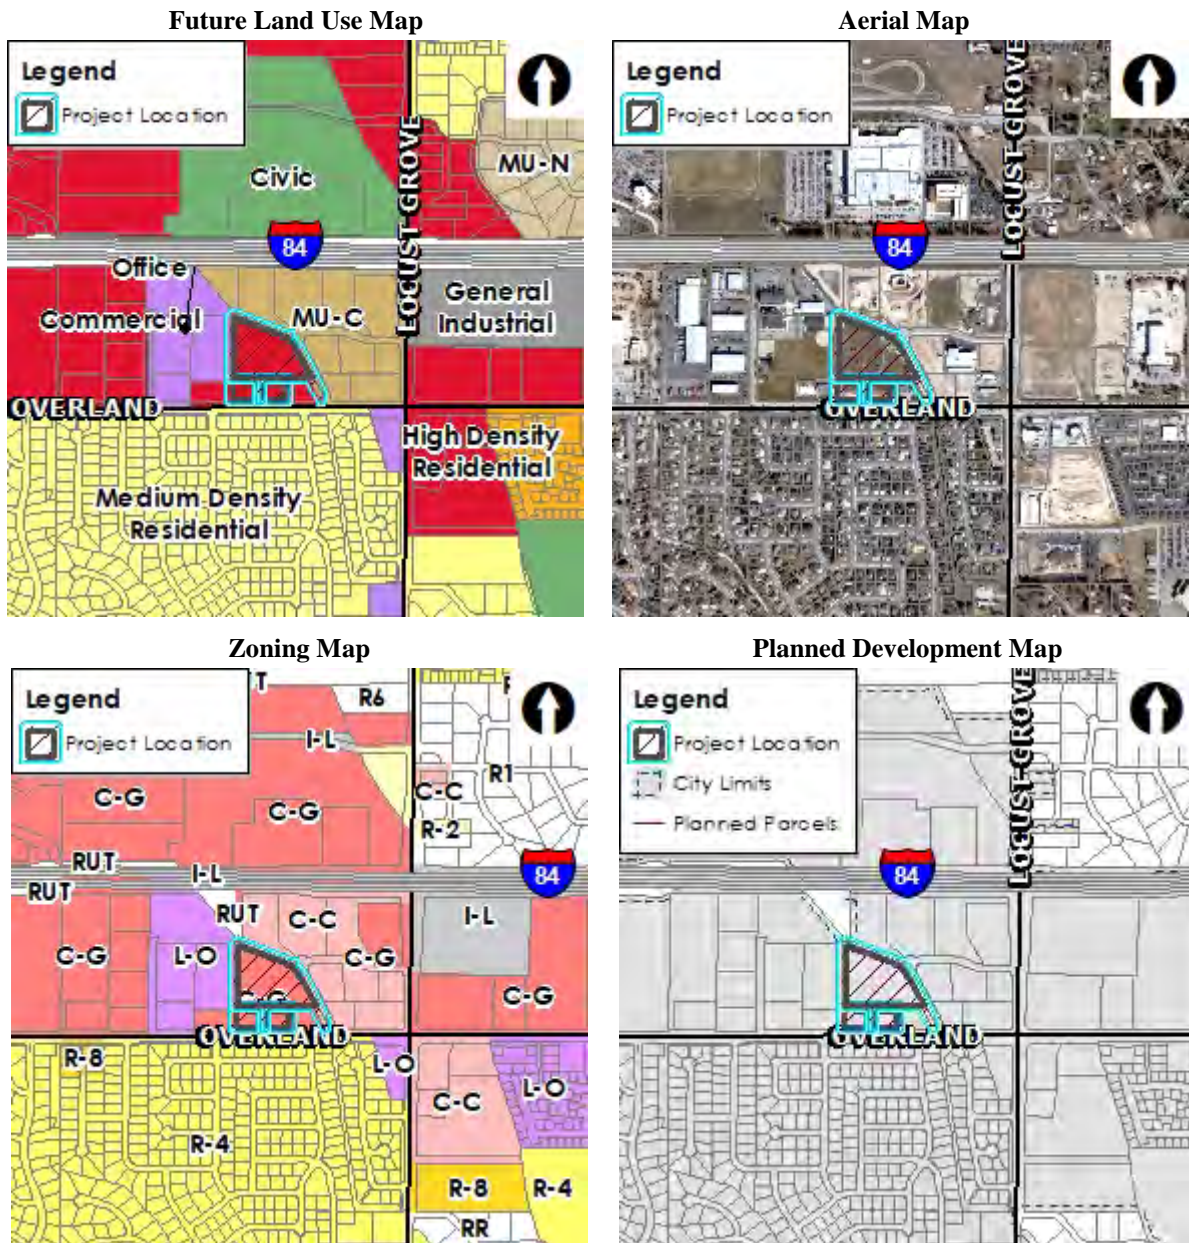 Future Land Use Map
Legend
Project Location
Civic
MU-N
LOCUST GROVE
84
Office
Commercial
MU-C
General
Industrial
OVERLAND
High Density
Residential
Medium Density
Residential
Aerial Map
Legend
Project Location
LOCUST GROVE
84
LOCUST GROVE
OVERLAND
Zoning Map
Legend
Project Location
R6
I-L
R1
C-G
C-G
C-C
R-2
RUT
RUT
I-L
84
RUT
C-C
I-L
C-G
L-O
C-G
C-G
C-G
OVERLAND
R-8
L-O
L-O
C-C
R-4
R-8
R-4
RR
Planned Development Map
Legend
Project Location
City Limits
Planned Parcels
LOCUST GROVE
84
OVERLAND